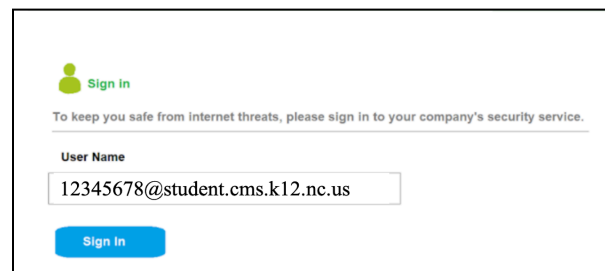 Sign in
To keep you safe from internet threats, please sign in to your company's security service.
User Name
12345678@student.cms.k12.nc.us
Sign In